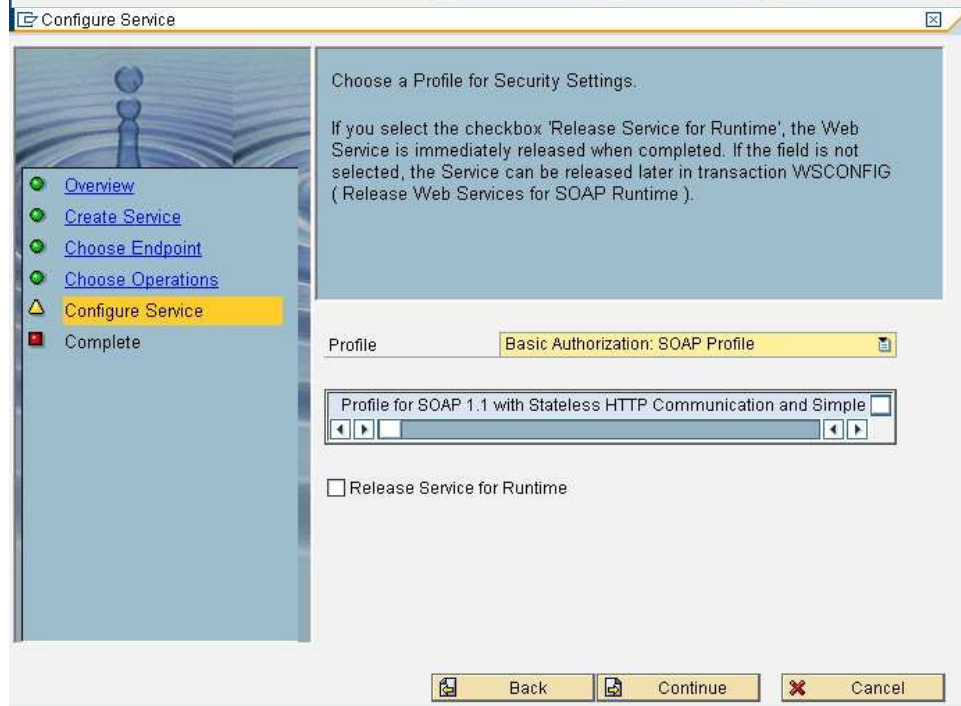 Configure Service
Choose a Profile for Security Settings.
If you select the checkbox 'Release Service for Runtime', the Web
Service is immediately released when completed. If the field is not
selected, the Service can be released later in transaction WSCONFIG
( Release Web Services for SOAP Runtime ).
Overview
Create Service
Choose Endpoint
Choose Operations
Configure Service
Complete
Profile
Basic Authorization: SOAP Profile
Profile for SOAP 1.1 with Stateless HTTP Communication and Simple
Release Service for Runtime
Back
Continue
Cancel